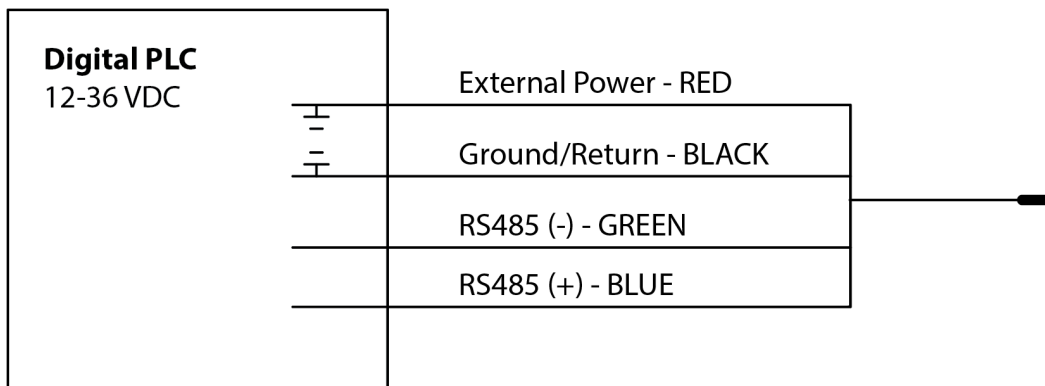 Digital PLC
12-36 VDC
External Power - RED
Ground/Return - BLACK
RS485 (-) - GREEN
RS485 (+) - BLUE